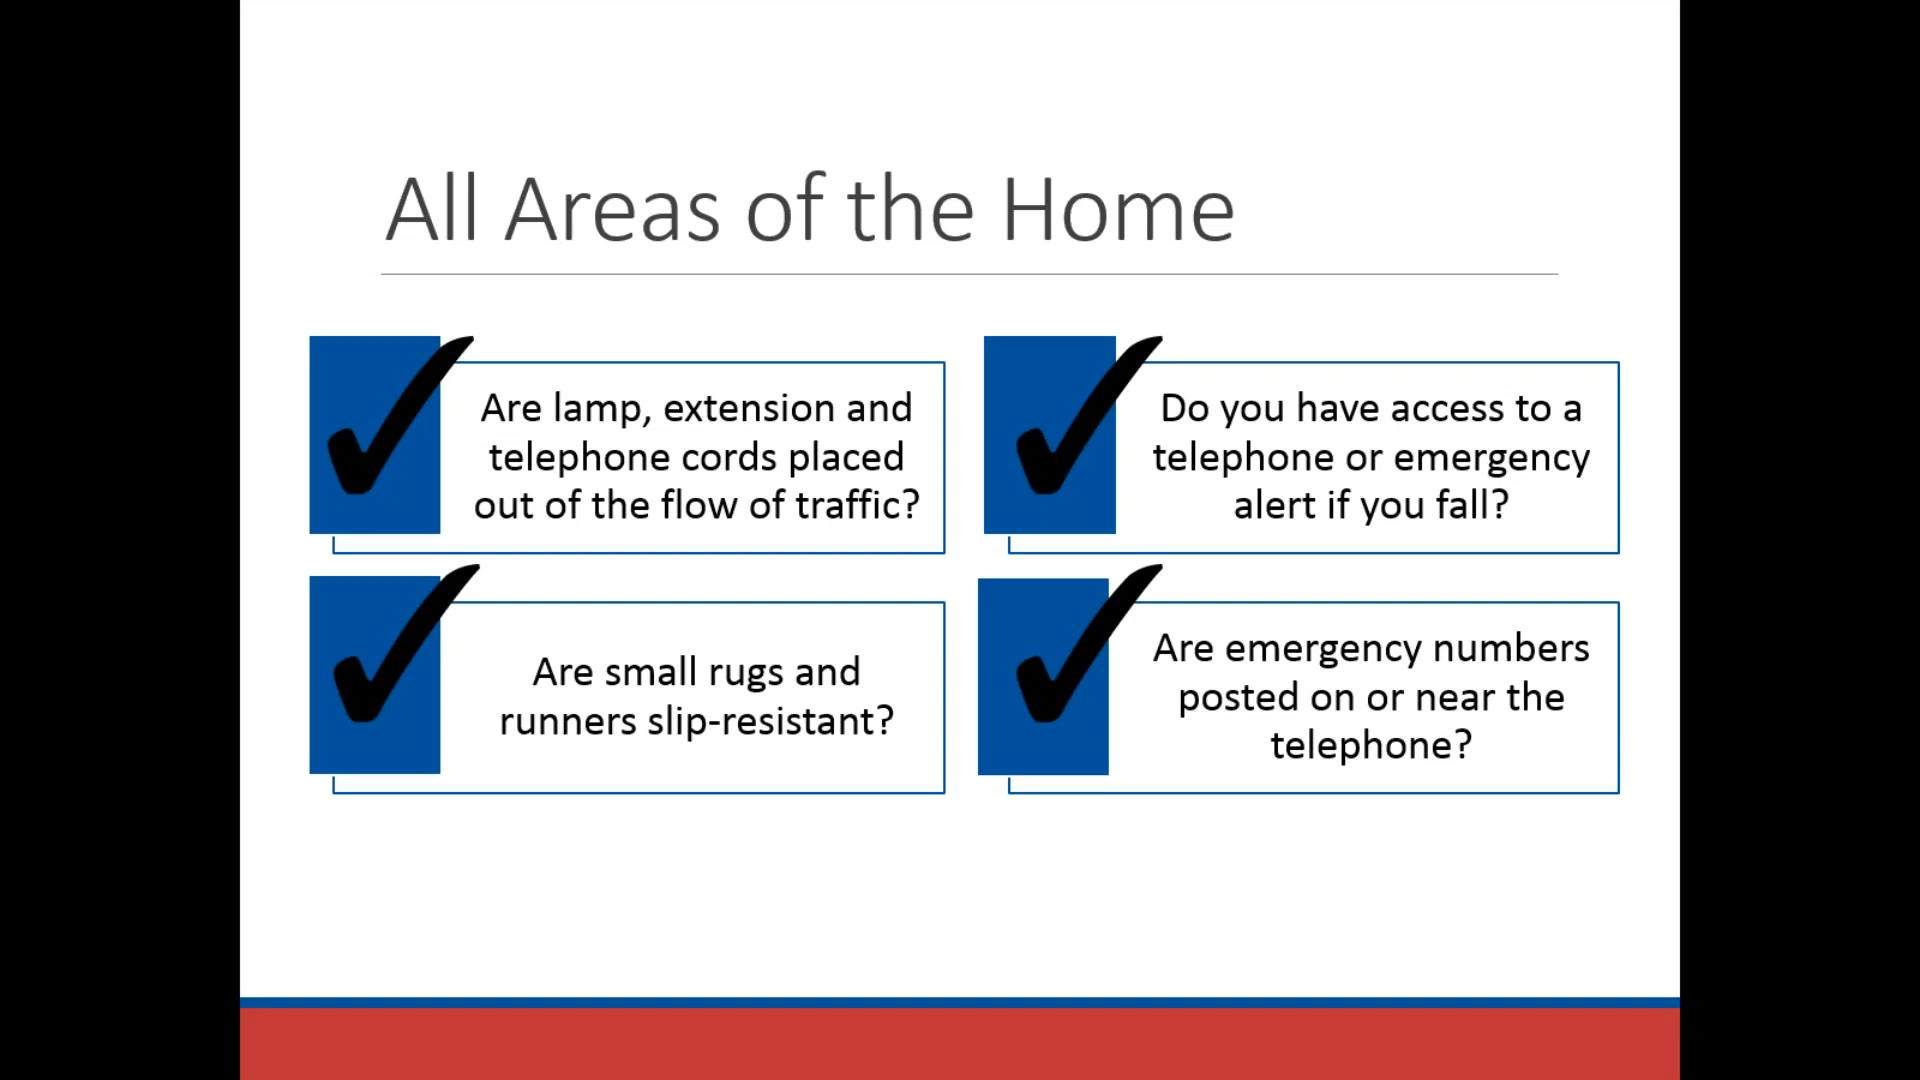 All Areas of the Home
Are lamp, extension and
telephone cords placed
out of the flow of traffic?
Do you have access to a
telephone or emergency
alert if you fall?
Are small rugs and
runners slip-resistant?
Are emergency numbers
posted on or near the
telephone?